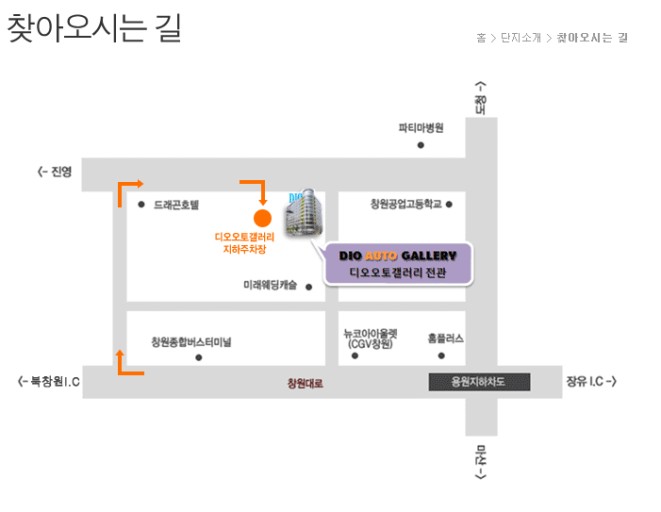 찾아오시는 길
홈 > 단지소개 > 찾아오시는 길
도청 ->
파티마병원
<- 진영
드래곤호텔
DIO
창원공업고등학교
디오오토갤러리
지하주차장
DIO AUTO GALLERY
디오오토갤러리 전관
미래웨딩캐슬
창원종합버스터미널
뉴코아아울렛
(CGV창원)
홈플러스
<- 북창원I.C
창원대로
용원지하차도
장유 I.C ->
마산 ->